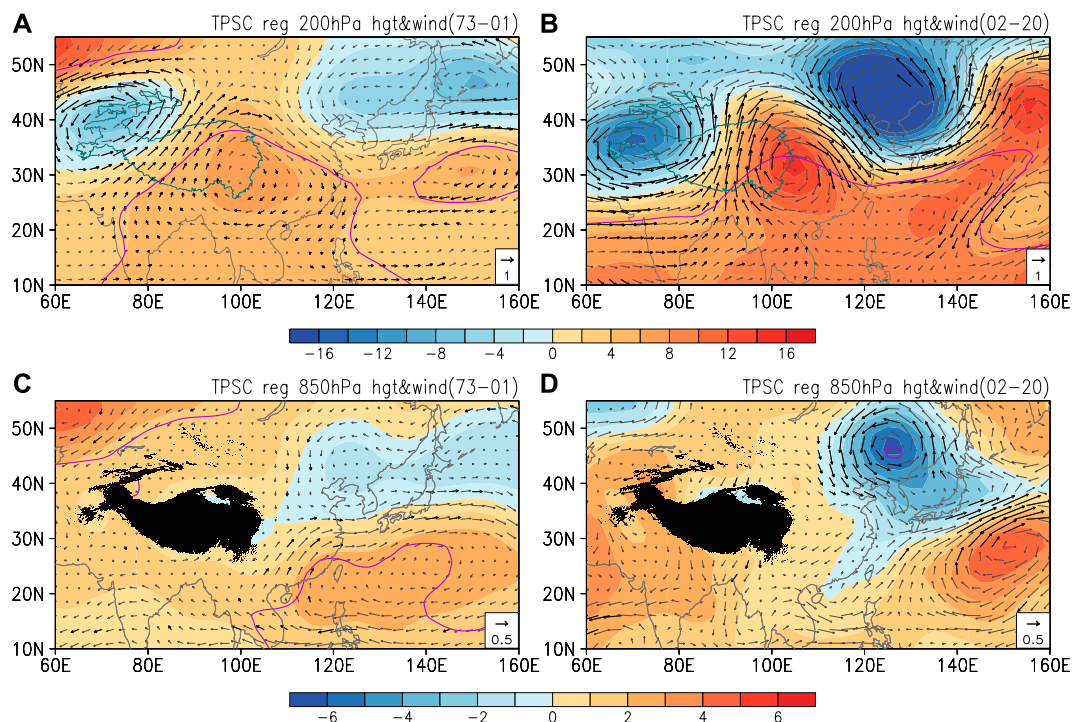 A TPSC reg 200hPa hgt&wind(73–01)
50N
40N
30N
20N
10N
60E 80E 100E 120E 140E 160E
1
B TPSC reg 200hPa hgt&wind(02–20)
50N
40N
30N
20N
10N
60E 80E 100E 120E 140E 160E
1
−16 −12 −8 −4 0 4 8 12 16
C TPSC reg 850hPa hgt&wind(73–01)
50N
40N
30N
20N
10N
60E 80E 100E 120E 140E 160E
0.5
D TPSC reg 850hPa hgt&wind(02–20)
50N
40N
30N
20N
10N
60E 80E 100E 120E 140E 160E
0.5
−6 −4 −2 0 2 4 6